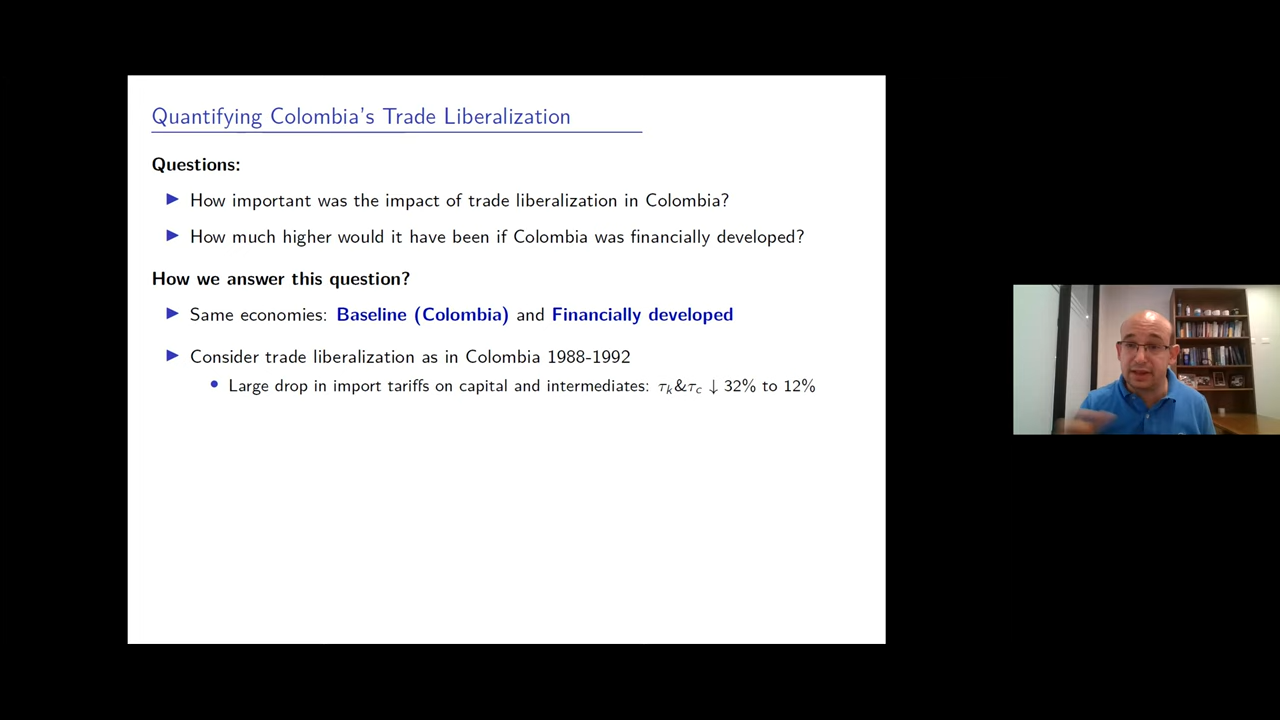 Quantifying Colombia's Trade Liberalization
Questions:
How important was the impact of trade liberalization in Colombia?
How much higher would it have been if Colombia was financially developed?
How we answer this question?
Same economies: Baseline (Colombia) and Financially developed
Consider trade liberalization as in Colombia 1988-1992
Large drop in import tariffs on capital and intermediates: τk&τc ↓ 32% to 12%